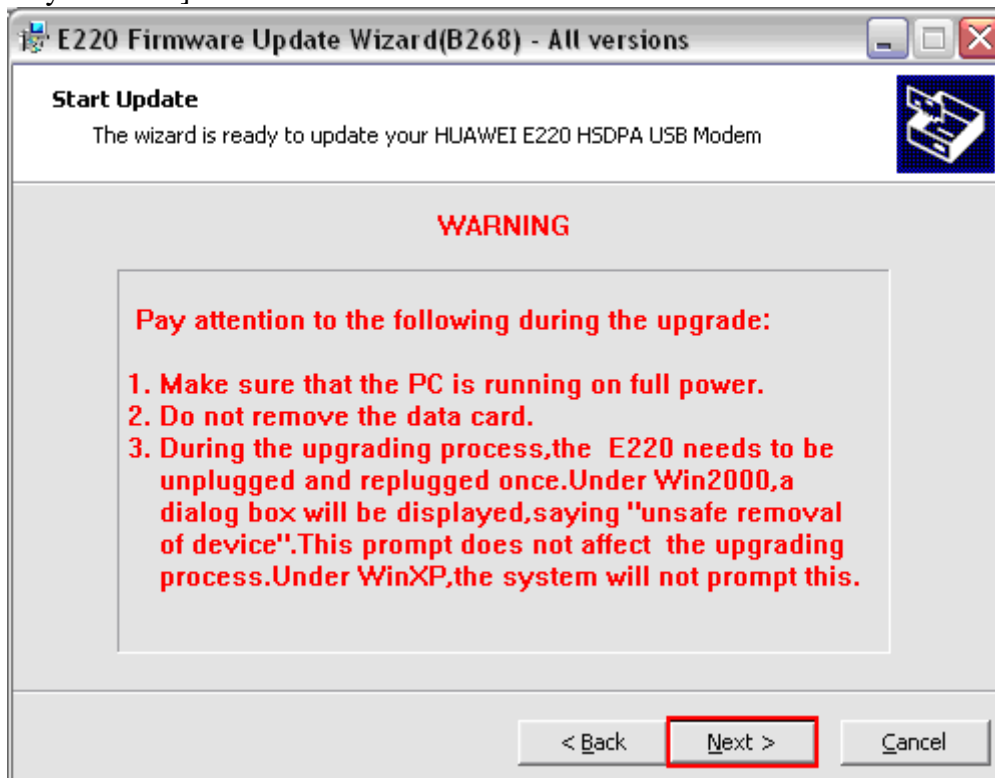 E220 Firmware Update Wizard(B268) - All versions
Start Update
The wizard is ready to update your HUAWEI E220 HSDPA USB Modem
WARNING
Pay attention to the following during the upgrade:
1. Make sure that the PC is running on full power.
2. Do not remove the data card.
3. During the upgrading process,the  E220 needs to be
unplugged and replugged once.Under Win2000,a
dialog box will be displayed,saying "unsafe removal
of device".This prompt does not affect  the upgrading
process.Under WinXP,the system will not prompt this.
< Back
Next >
Cancel